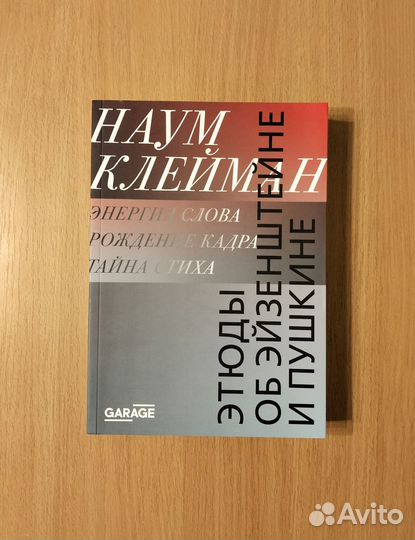 НАУМ
КЛЕЙМАН
ЭНЕРГИЯ СЛОВА
РОЖДЕНИЕ КАДРА
ТАЙНА СТИХА
ЭТЮДЫ
ОБ ЭЙЗЕНШТЕЙНЕ
И ПУШКИНЕ
GARAGE
Avito